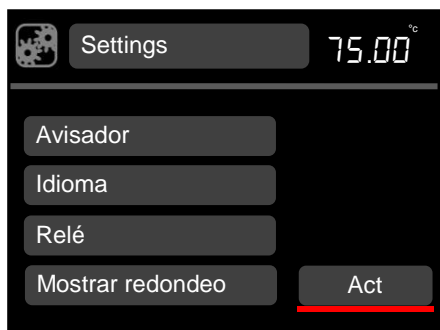 Settings 75.00 °c
Avisador
Idioma
Relé
Mostrar redondeo Act